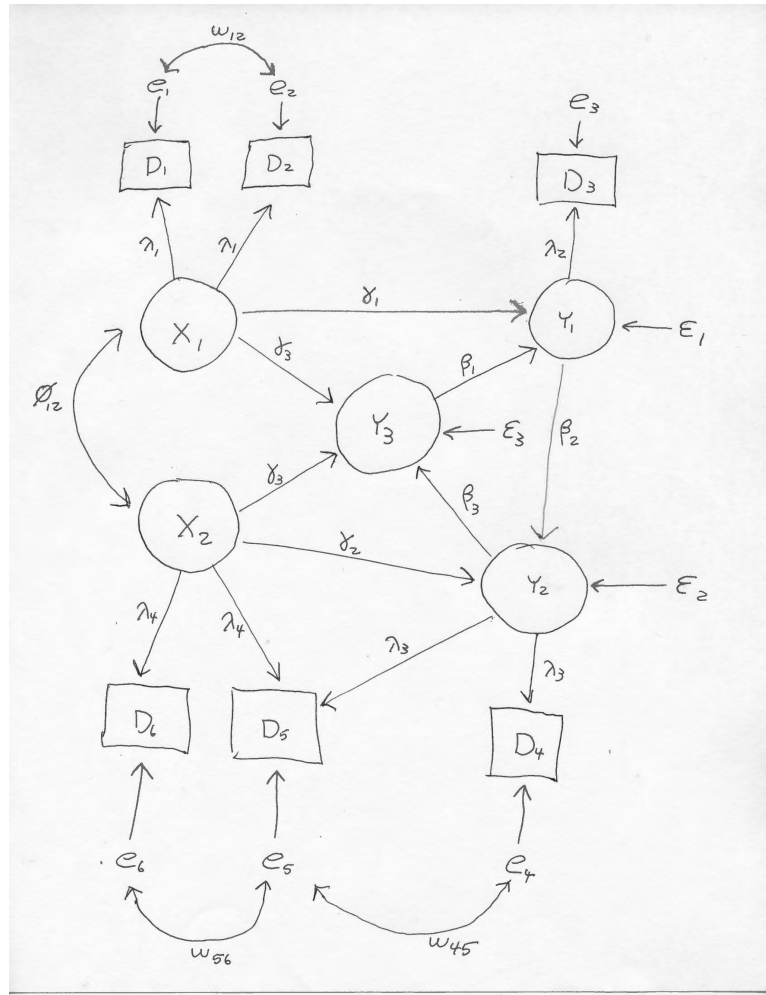 ω₁₂
e₁ e₂ e₃
D₁ D₂ D₃
λ₁ λ₁ λ₂
γ₁
X₁ Y₁ ε₁
γ₃ β₁
Ø₁₂ Y₃ ε₃ β₂
γ₃ β₃
X₂ γ₂ Y₂ ε₂
λ₄ λ₄ λ₃ λ₃
D₆ D₅ D₄
e₆ e₅ e₄
ω₅₆ ω₄₅